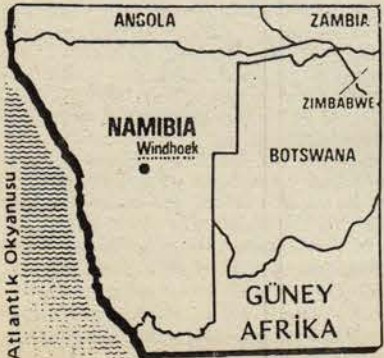 ANGOLA
ZAMBIA
ZIMBABWE
NAMIBIA
Windhoek
BOTSWANA
Atlantik Okyanusu
GÜNEY
AFRİKA